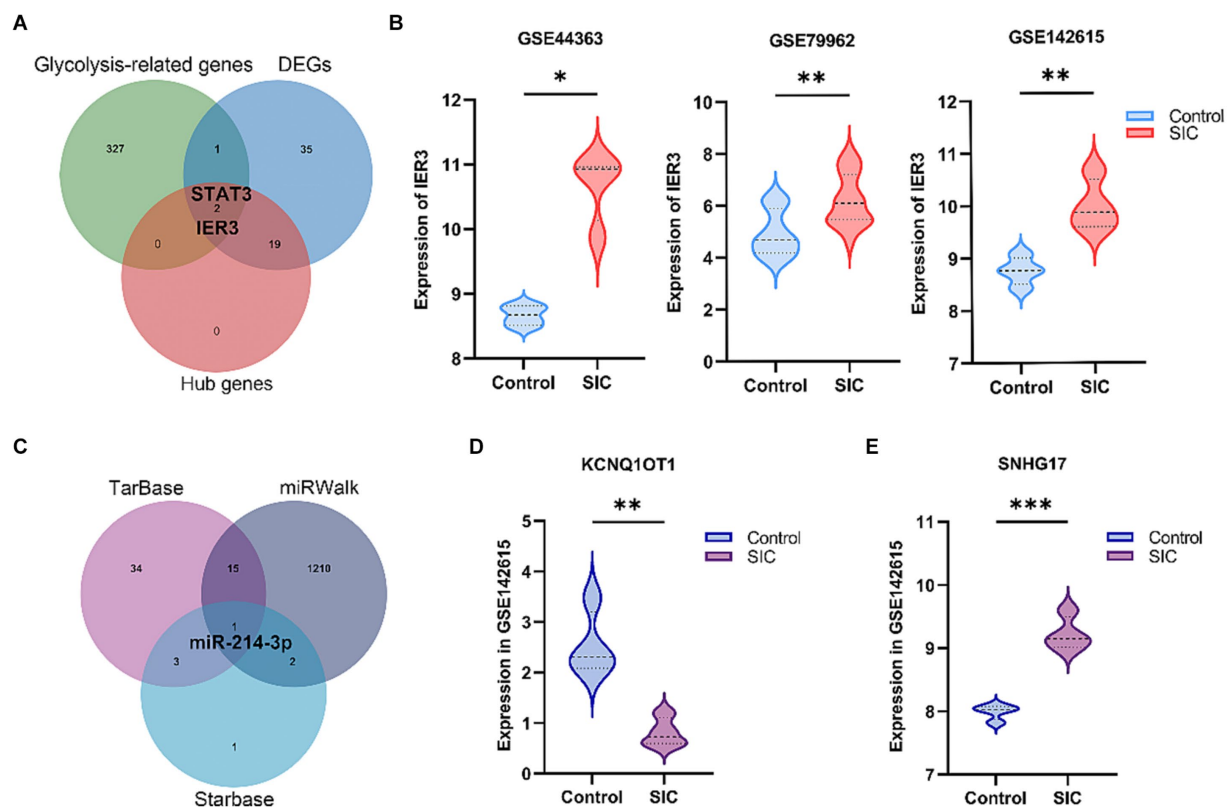 A
Glycolysis-related genes
DEGs
327
1
35
STAT3
2
IER3
0
19
0
Hub genes
B
GSE44363
*
Expression of IER3
12
11
10
9
8
Control
SIC
GSE79962
**
Expression of IER3
10
8
6
4
2
0
Control
SIC
GSE142615
**
Expression of IER3
11
10
9
8
7
Control
SIC
Control
SIC
C
TarBase
miRWalk
34
15
1210
1
miR-214-3p
3
2
1
Starbase
D
KCNQ1OT1
**
Expression in GSE142615
5
4
3
2
1
0
Control
SIC
Control
SIC
E
SNHG17
***
Expression in GSE142615
11
10
9
8
7
Control
SIC
Control
SIC